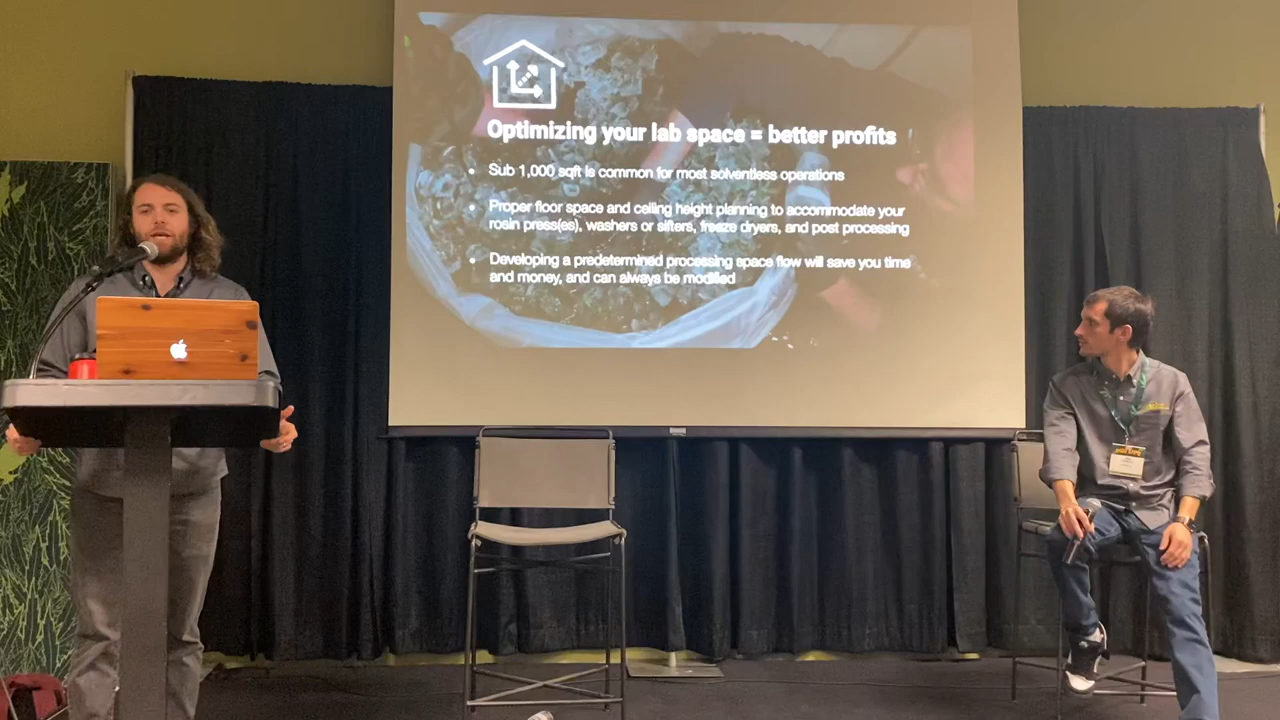 Optimizing your lab space = better profits
• Sub 1,000 sqft is common for most solventless operations
• Proper floor space and ceiling height planning to accommodate your
rosin press(es), washers or sifters, freeze dryers, and post processing
• Developing a predetermined processing space flow will save you time
and money, and can always be modified